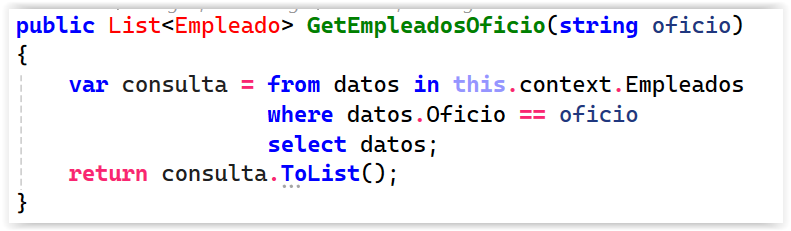 public List<Empleado> GetEmpleadosOficio(string oficio)
{
    var consulta = from datos in this.context.Empleados
                   where datos.Oficio == oficio
                   select datos;
    return consulta.ToList();
}